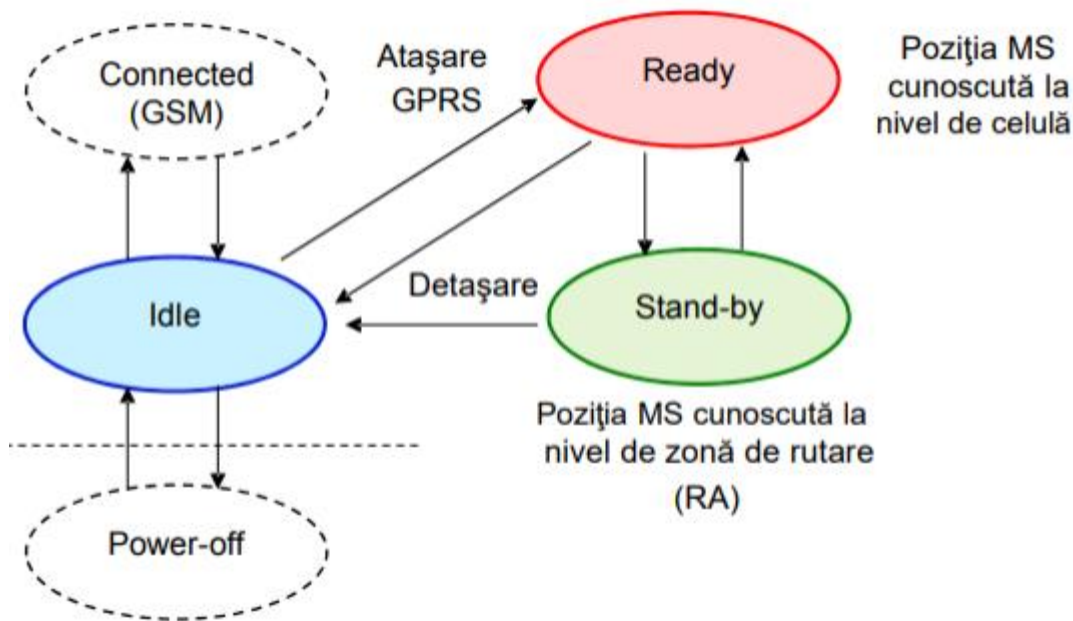 Connected
(GSM)
Ataşare
GPRS
Ready
Poziţia MS
cunoscută la
nivel de celulă
Idle
Detaşare
Stand-by
Poziţia MS cunoscută la
nivel de zonă de rutare
(RA)
Power-off